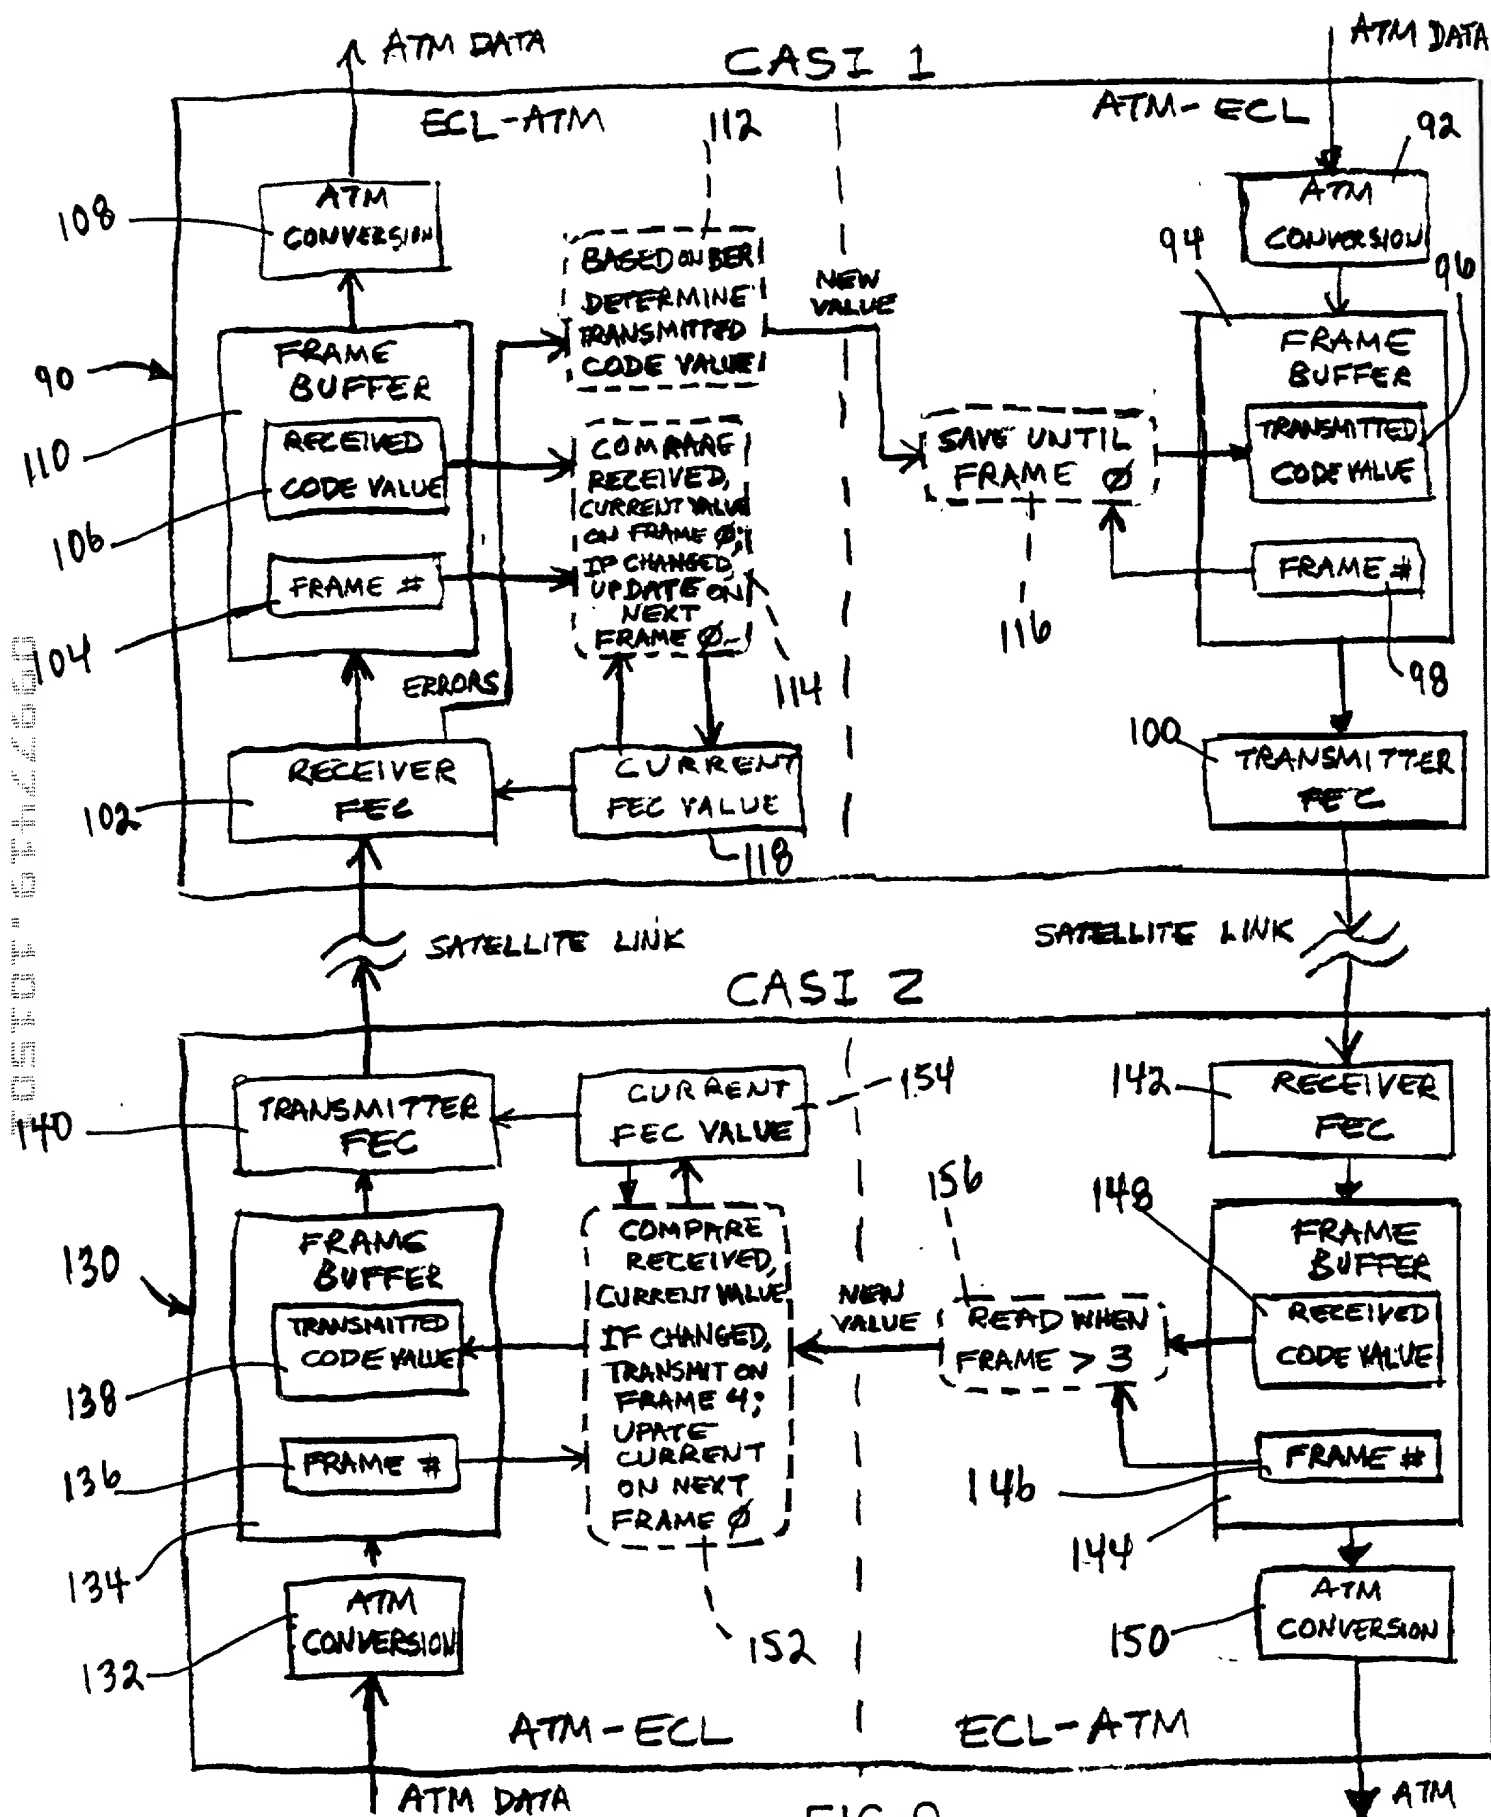 ATM DATA
CASI 1
ATM DATA
ECL-ATM
112
ATM-ECL
92
108
ATM
CONVERSION
ATM
CONVERSION
94
96
BASED ON BER
DETERMINE
TRANSMITTED
CODE VALUE
NEW
VALUE
90
FRAME
BUFFER
FRAME
BUFFER
110
RECEIVED
CODE VALUE
COMPARE
RECEIVED,
CURRENT VALUE
ON FRAME Ø;
IF CHANGED,
UPDATE ON
NEXT
FRAME Ø
SAVE UNTIL
FRAME Ø
TRANSMITTED
CODE VALUE
106
FRAME #
FRAME #
104
116
98
ERRORS
114
100
RECEIVER
FEC
CURRENT
FEC VALUE
TRANSMITTER
FEC
102
118
SATELLITE LINK
SATELLITE LINK
CASI 2
140
TRANSMITTER
FEC
CURRENT
FEC VALUE
154
142
RECEIVER
FEC
156
148
130
FRAME
BUFFER
COMPARE
RECEIVED,
CURRENT VALUE
IF CHANGED,
TRANSMIT ON
FRAME 4;
UPATE
CURRENT
ON NEXT
FRAME Ø
FRAME
BUFFER
NEW
VALUE
READ WHEN
FRAME > 3
RECEIVED
CODE VALUE
TRANSMITTED
CODE VALUE
138
FRAME #
136
146
FRAME #
134
144
ATM
CONVERSION
132
152
150
ATM
CONVERSION
ATM-ECL
ECL-ATM
ATM DATA
ATM